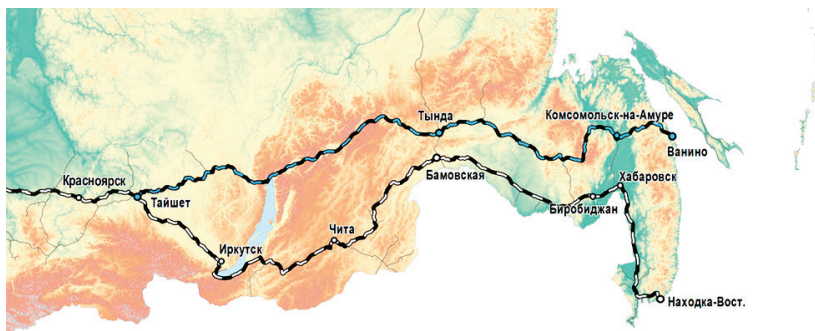 Тында
Комсомольск-на-Амуре
Ванино
Бамовская
Хабаровск
Красноярск
Тайшет
Биробиджан
Чита
Иркутск
Находка-Вост.